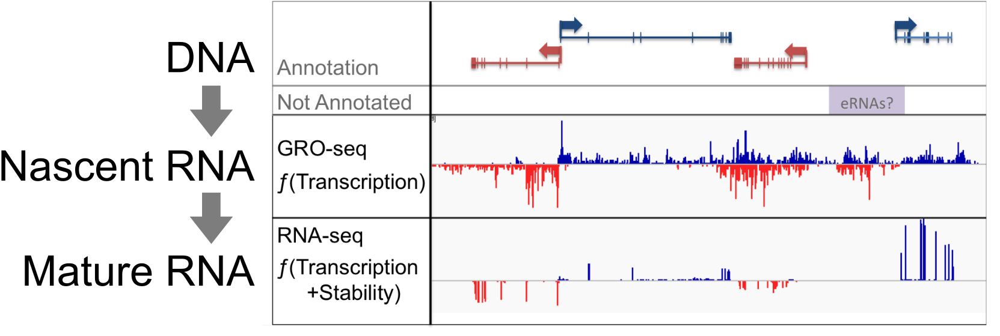 DNA
Nascent RNA
Mature RNA
Annotation
Not Annotated
eRNAs?
GRO-seq
ƒ(Transcription)
RNA-seq
ƒ(Transcription
+Stability)